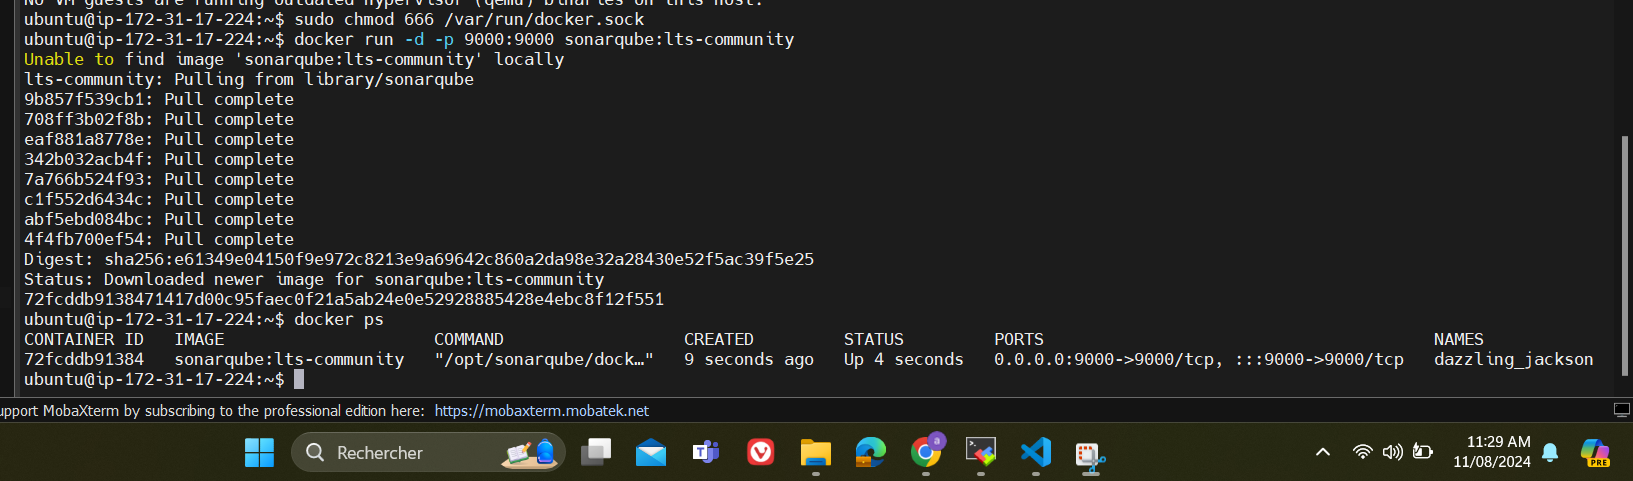 No VM guests are running outdated hypervisor (qemu) binaries on this host.
ubuntu@ip-172-31-17-224:~$ sudo chmod 666 /var/run/docker.sock
ubuntu@ip-172-31-17-224:~$ docker run -d -p 9000:9000 sonarqube:lts-community
Unable to find image 'sonarqube:lts-community' locally
lts-community: Pulling from library/sonarqube
9b857f539cb1: Pull complete
708ff3b02f8b: Pull complete
eaf881a8778e: Pull complete
342b032acb4f: Pull complete
7a766b524f93: Pull complete
c1f552d6434c: Pull complete
abf5ebd084bc: Pull complete
4f4fb700ef54: Pull complete
Digest: sha256:e61349e04150f9e972c8213e9a69642c860a2da98e32a28430e52f5ac39f5e25
Status: Downloaded newer image for sonarqube:lts-community
72fcddb9138471417d00c95faec0f21a5ab24e0e52928885428e4ebc8f12f551
ubuntu@ip-172-31-17-224:~$ docker ps
CONTAINER ID   IMAGE                     COMMAND                  CREATED         STATUS         PORTS                                       NAMES
72fcddb91384   sonarqube:lts-community   "/opt/sonarqube/dock…"   9 seconds ago   Up 4 seconds   0.0.0.0:9000->9000/tcp, :::9000->9000/tcp   dazzling_jackson
ubuntu@ip-172-31-17-224:~$
upport MobaXterm by subscribing to the professional edition here: https://mobaxterm.mobatek.net
Rechercher
a
11:29 AM
11/08/2024
PRE